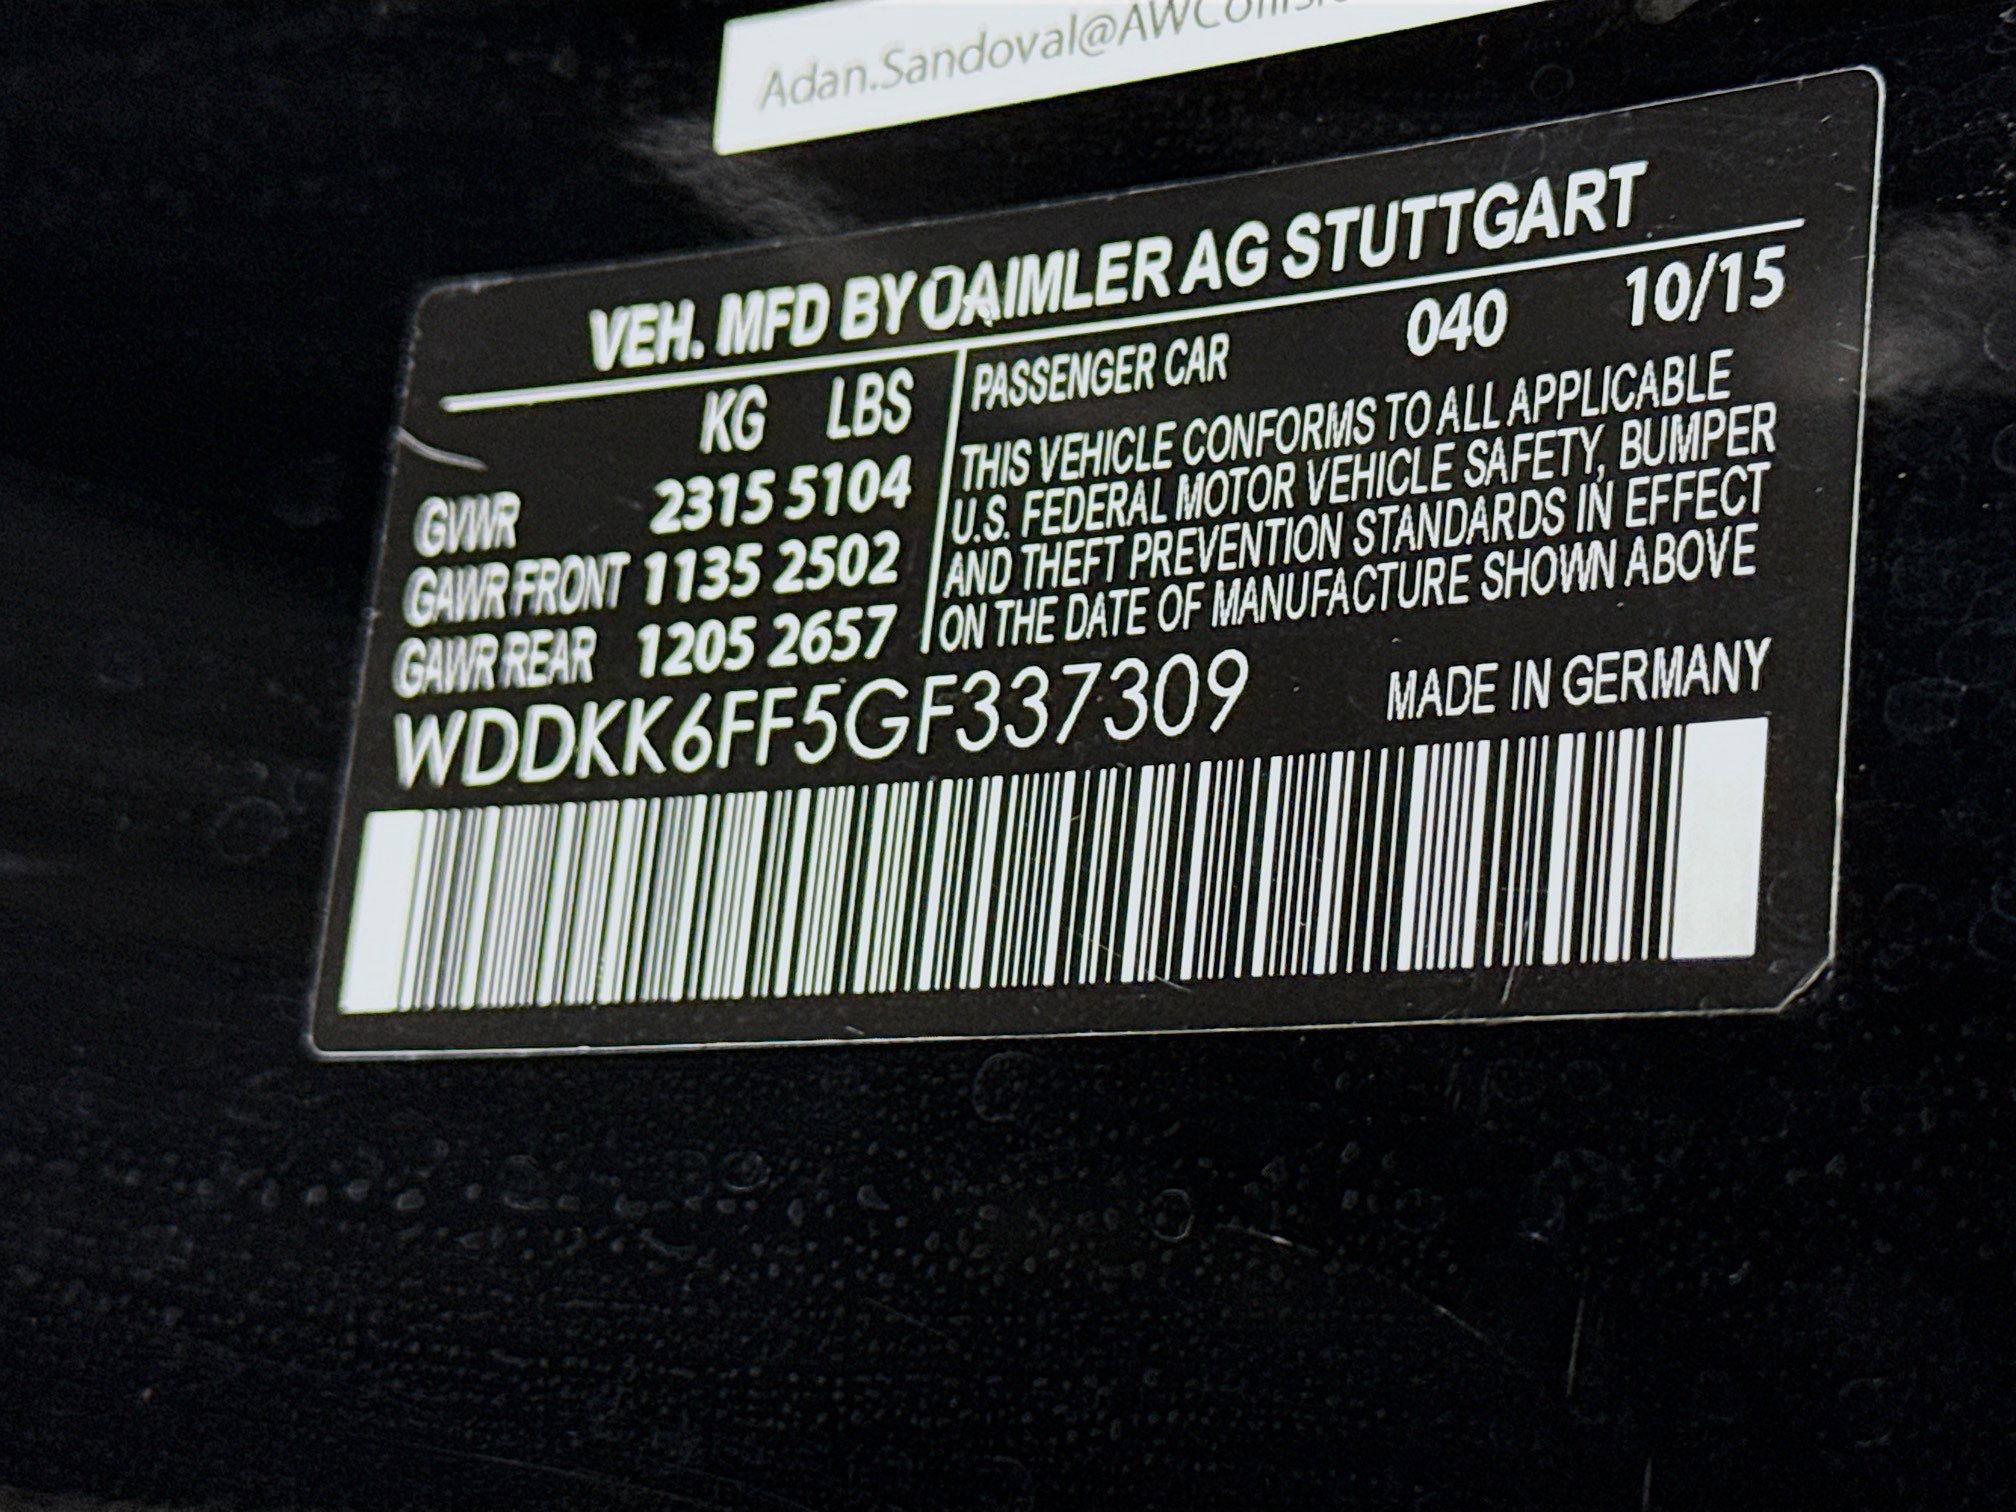 Adan.Sandoval@AWCollisi
VEH. MFD BY DAIMLER AG STUTTGART
KG LBS
GVWR 2315 5104
GAWR FRONT 1135 2502
GAWR REAR 1205 2657
PASSENGER CAR 040 10/15
THIS VEHICLE CONFORMS TO ALL APPLICABLE
U.S. FEDERAL MOTOR VEHICLE SAFETY, BUMPER
AND THEFT PREVENTION STANDARDS IN EFFECT
ON THE DATE OF MANUFACTURE SHOWN ABOVE
WDDKK6FF5GF337309
MADE IN GERMANY